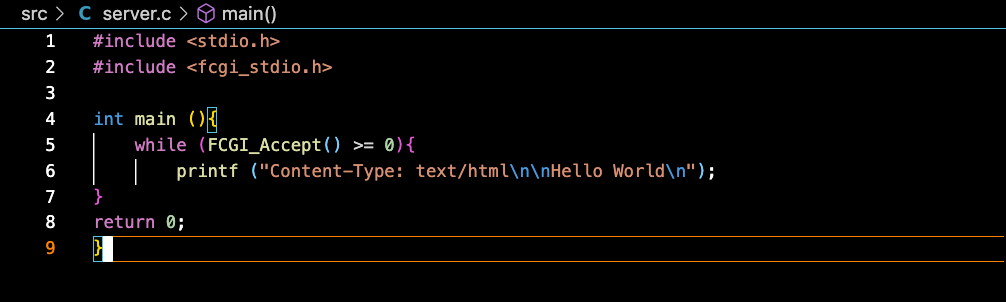 src > C server.c > main()
1 #include <stdio.h>
2 #include <fcgi_stdio.h>
3
4 int main (){
5     while (FCGI_Accept() >= 0){
6         printf ("Content-Type: text/html\n\nHello World\n");
7 }
8 return 0;
9 }